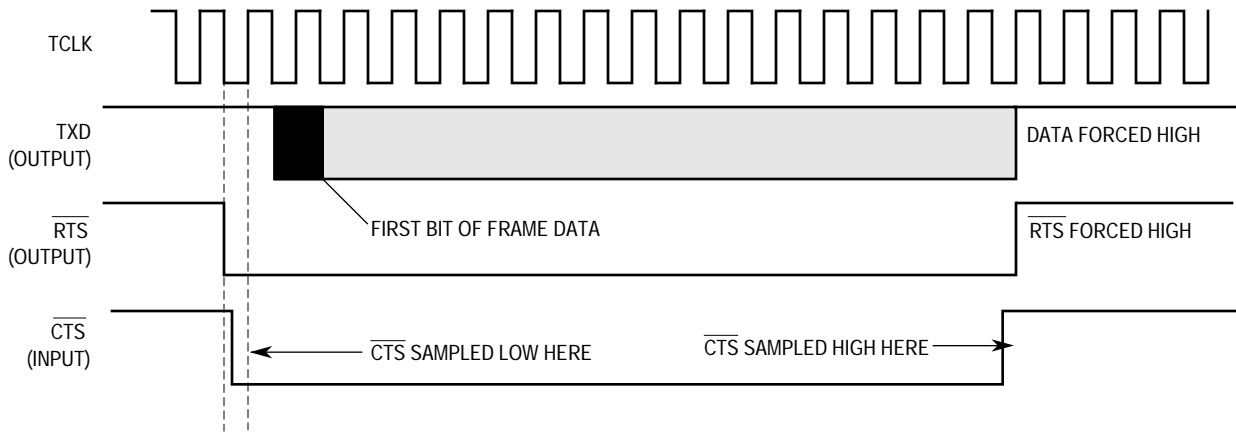 TCLK
TXD
(OUTPUT)
DATA FORCED HIGH
FIRST BIT OF FRAME DATA
RTS
(OUTPUT)
RTS FORCED HIGH
CTS
(INPUT)
CTS SAMPLED LOW HERE
CTS SAMPLED HIGH HERE